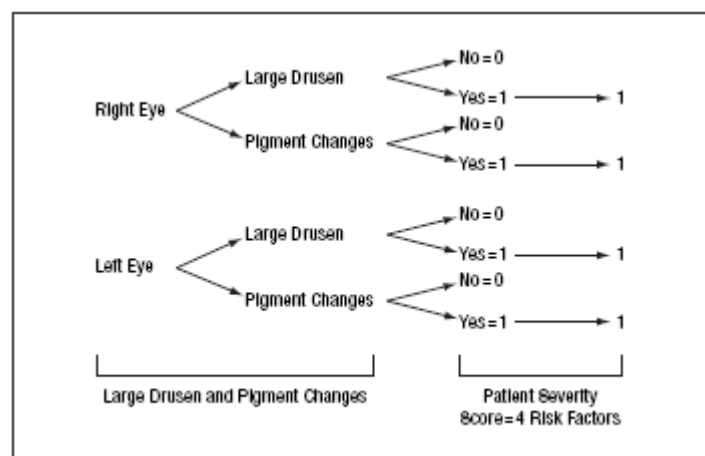 Large Drusen
No = 0
Yes = 1
1
Right Eye
Pigment Changes
No = 0
Yes = 1
1
Large Drusen
No = 0
Yes = 1
1
Left Eye
Pigment Changes
No = 0
Yes = 1
1
Large Drusen and Pigment Changes
Patient Severity
Score = 4 Risk Factors